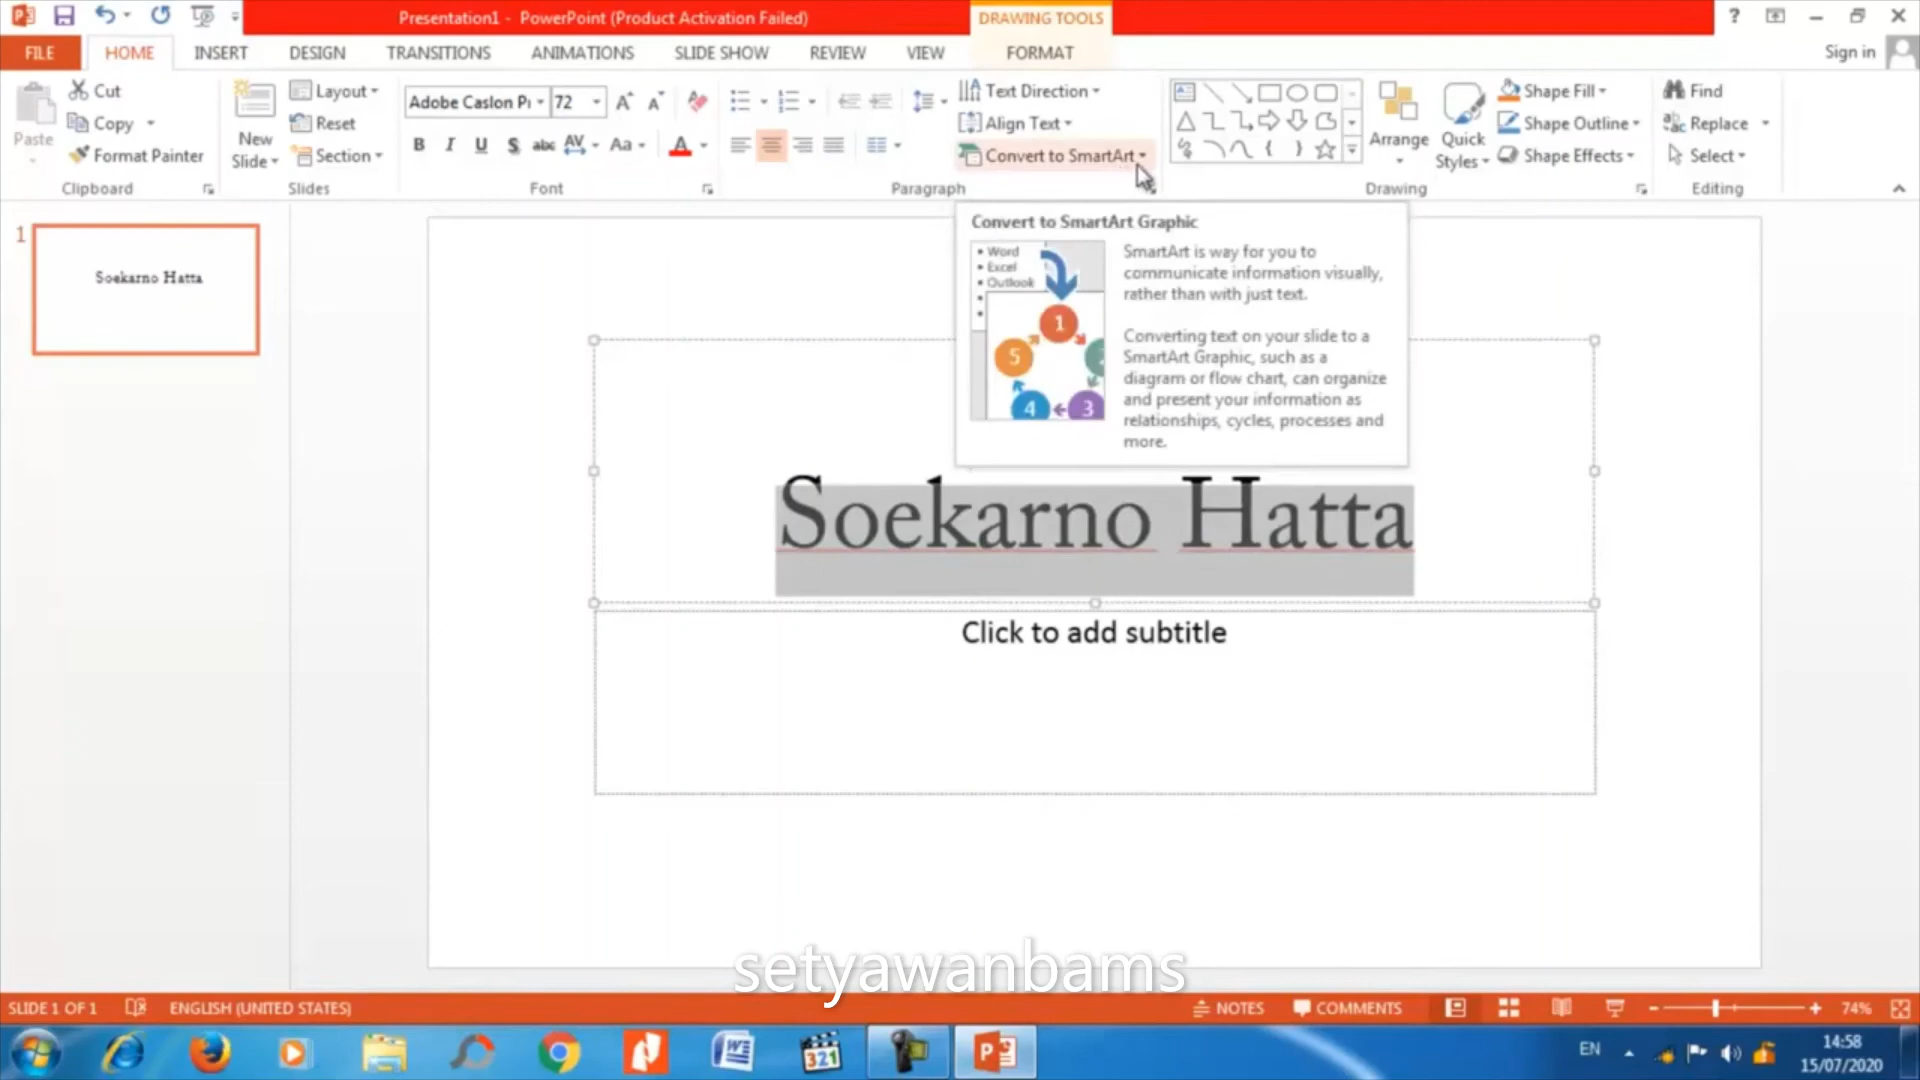 Presentation1 - PowerPoint (Product Activation Failed)
DRAWING TOOLS
?
FILE
HOME
INSERT
DESIGN
TRANSITIONS
ANIMATIONS
SLIDE SHOW
REVIEW
VIEW
FORMAT
Sign in
Paste
Cut
Copy
Format Painter
Clipboard
New
Slide
Layout
Reset
Section
Slides
Adobe Caslon P
72
B I U S abc AV Aa A
Font
Text Direction
Align Text
Convert to SmartArt
Paragraph
Arrange
Quick
Styles
Shape Fill
Shape Outline
Shape Effects
Drawing
Find
Replace
Select
Editing
1
Soekarno Hatta
Convert to SmartArt Graphic
• Word
• Excel
• Outlook
1
5
4
3
SmartArt is way for you to
communicate information visually,
rather than with just text.
Converting text on your slide to a
SmartArt Graphic, such as a
diagram or flow chart, can organize
and present your information as
relationships, cycles, processes and
more.
Soekarno Hatta
Click to add subtitle
setyawanbams
SLIDE 1 OF 1
ENGLISH (UNITED STATES)
NOTES
COMMENTS
74%
321
EN
14:58
15/07/2020